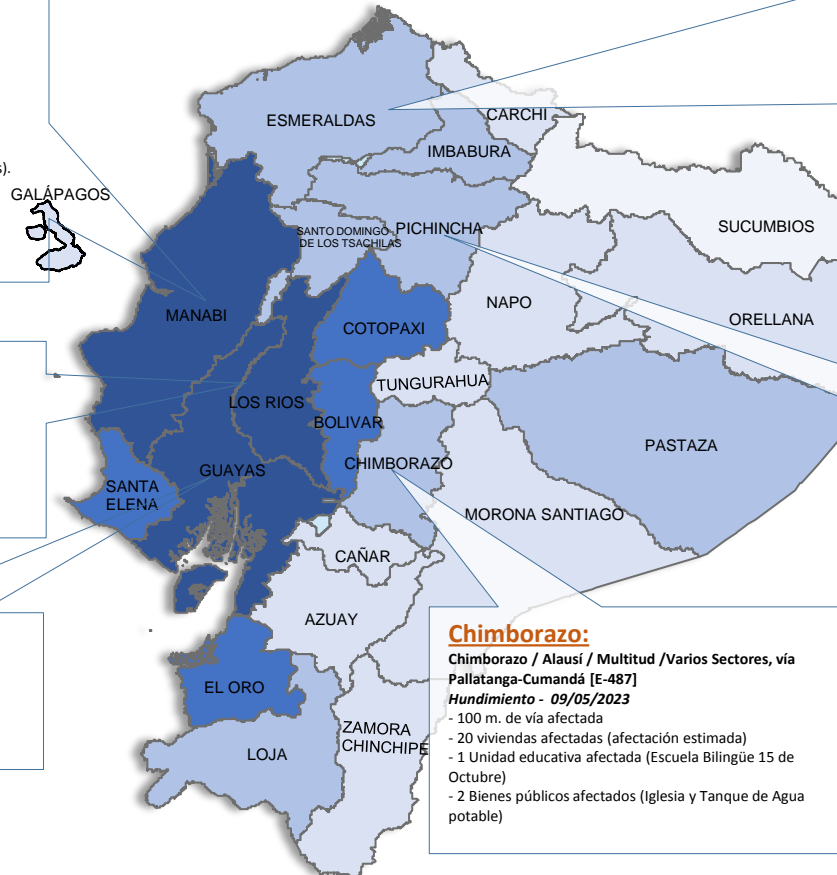 ESMERALDAS
CARCHI
IMBABURA
s).
GALÁPAGOS
SANTO DOMINGO
DE LOS TSACHILAS
PICHINCHA
SUCUMBIOS
NAPO
MANABI
ORELLANA
COTOPAXI
TUNGURAHUA
LOS RIOS
BOLIVAR
PASTAZA
CHIMBORAZO
GUAYAS
SANTA
ELENA
MORONA SANTIAGO
CAÑAR
AZUAY
EL ORO
ZAMORA
CHINCHIPE
LOJA
Chimborazo:
Chimborazo / Alausí / Multitud /Varios Sectores, vía
Pallatanga-Cumandá [E-487]
Hundimiento - 09/05/2023
- 100 m. de vía afectada
- 20 viviendas afectadas (afectación estimada)
- 1 Unidad educativa afectada (Escuela Bilingüe 15 de
Octubre)
- 2 Bienes públicos afectados (Iglesia y Tanque de Agua
potable)